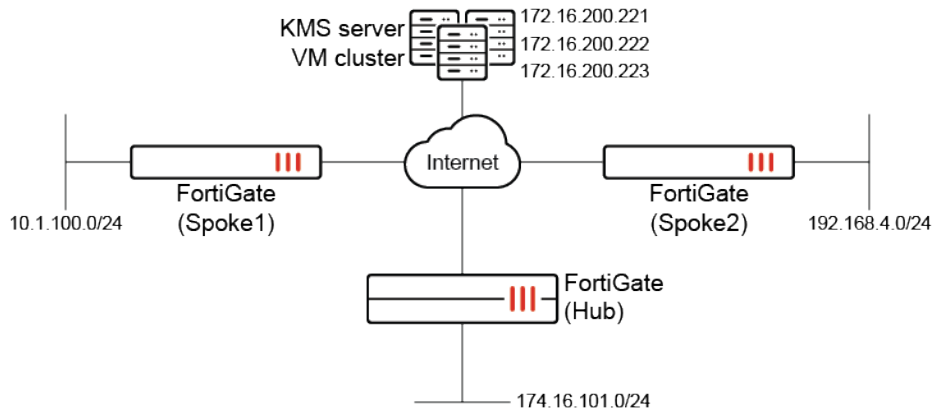 KMS server
VM cluster
172.16.200.221
172.16.200.222
172.16.200.223
Internet
FortiGate
(Spoke1)
10.1.100.0/24
FortiGate
(Spoke2)
192.168.4.0/24
FortiGate
(Hub)
174.16.101.0/24